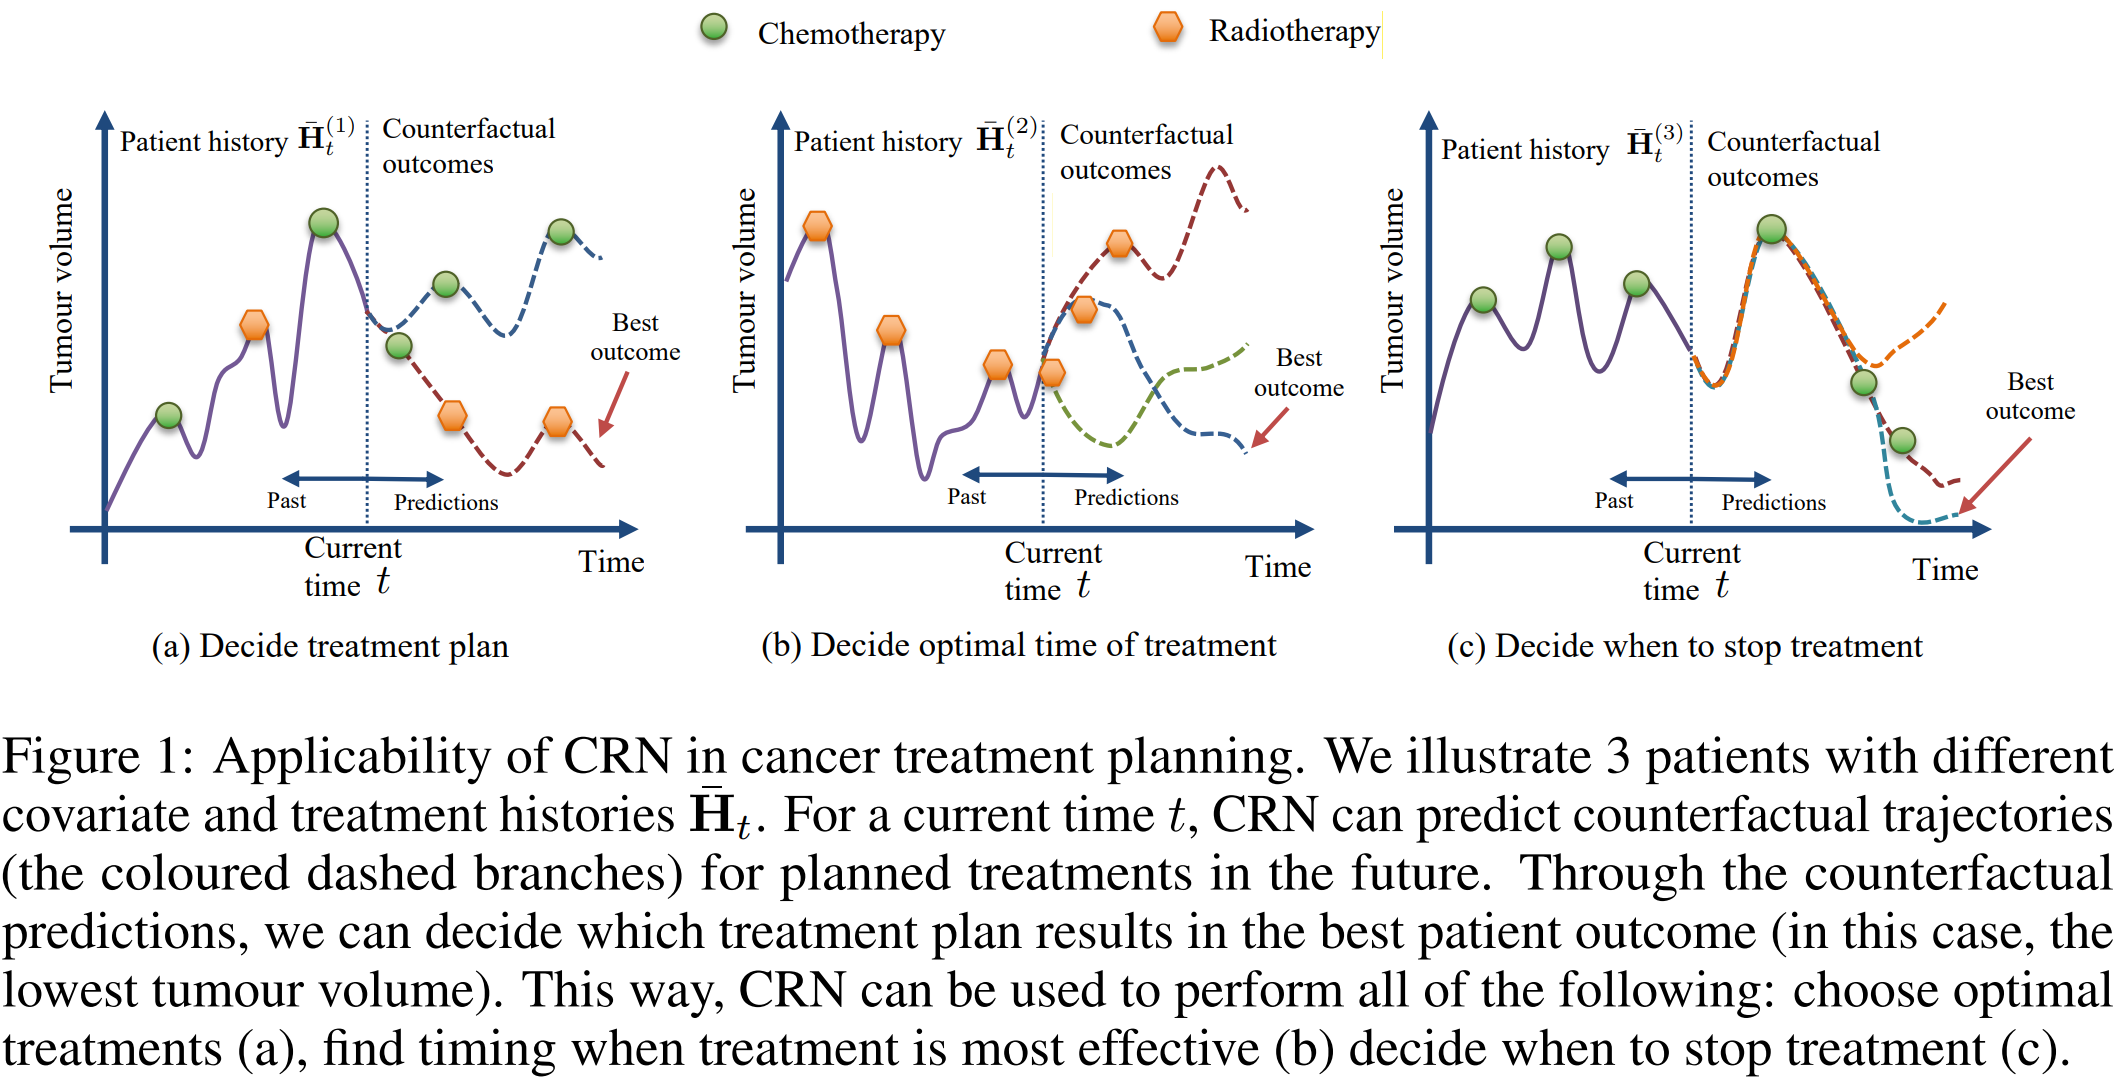 Chemotherapy
Radiotherapy
Patient history H̄_t^(1)
Counterfactual
outcomes
Tumour volume
Best
outcome
Past
Predictions
Current
time t
Time
(a) Decide treatment plan
Patient history H̄_t^(2)
Counterfactual
outcomes
Tumour volume
Best
outcome
Past
Predictions
Current
time t
Time
(b) Decide optimal time of treatment
Patient history H̄_t^(3)
Counterfactual
outcomes
Tumour volume
Best
outcome
Past
Predictions
Current
time t
Time
(c) Decide when to stop treatment
Figure 1: Applicability of CRN in cancer treatment planning. We illustrate 3 patients with different
covariate and treatment histories H̄_t. For a current time t, CRN can predict counterfactual trajectories
(the coloured dashed branches) for planned treatments in the future. Through the counterfactual
predictions, we can decide which treatment plan results in the best patient outcome (in this case, the
lowest tumour volume). This way, CRN can be used to perform all of the following: choose optimal
treatments (a), find timing when treatment is most effective (b) decide when to stop treatment (c).